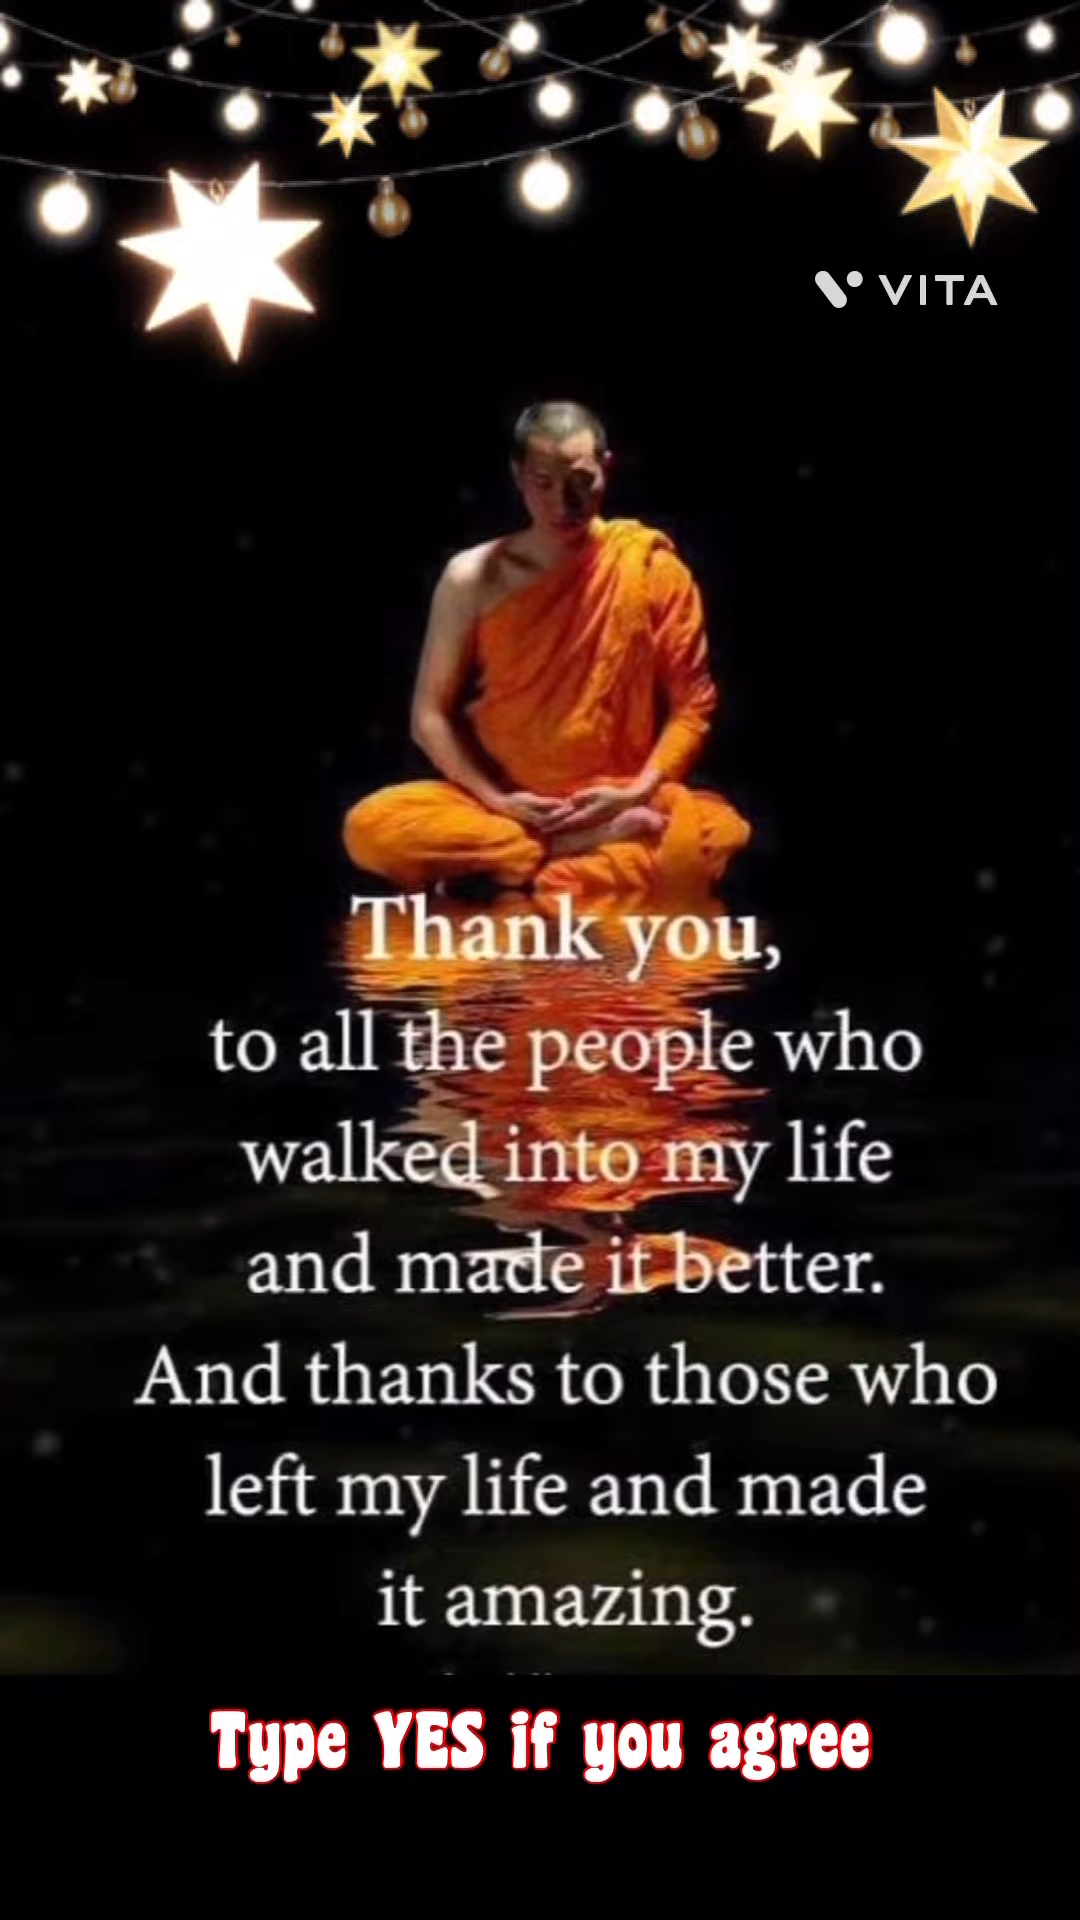 VITA
Thank you,
to all the people who
walked into my life
and made it better.
And thanks to those who
left my life and made
it amazing.
Type YES if you agree